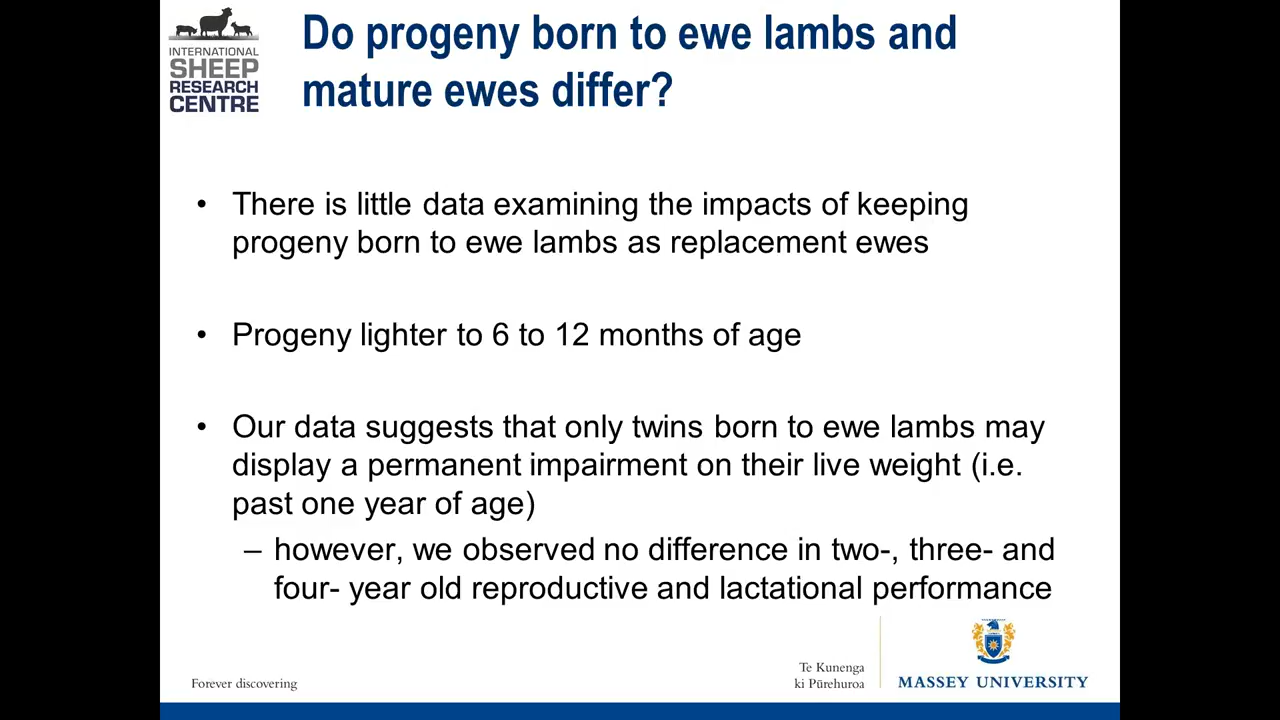 INTERNATIONAL
SHEEP
RESEARCH
CENTRE
Do progeny born to ewe lambs and
mature ewes differ?
• There is little data examining the impacts of keeping
progeny born to ewe lambs as replacement ewes
• Progeny lighter to 6 to 12 months of age
• Our data suggests that only twins born to ewe lambs may
display a permanent impairment on their live weight (i.e.
past one year of age)
– however, we observed no difference in two-, three- and
four- year old reproductive and lactational performance
Forever discovering
Te Kunenga
ki Pūrehuroa
MASSEY UNIVERSITY